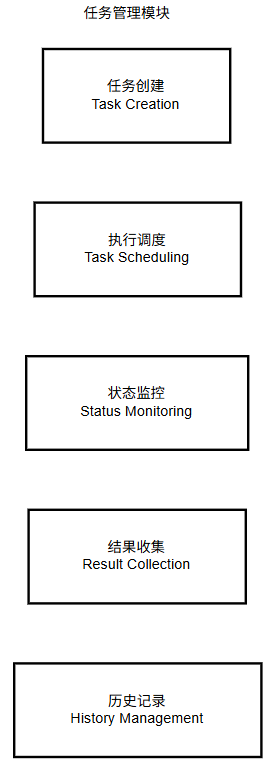 任务管理模块
任务创建
Task Creation
执行调度
Task Scheduling
状态监控
Status Monitoring
结果收集
Result Collection
历史记录
History Management